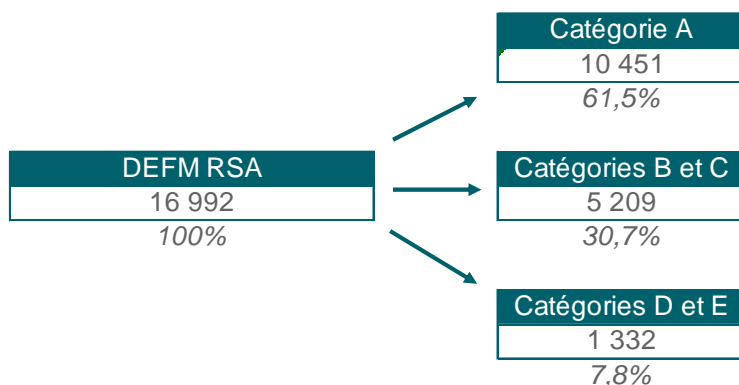 Catégorie A
10 451
61,5%
DEFM RSA
16 992
100%
Catégories B et C
5 209
30,7%
Catégories D et E
1 332
7,8%